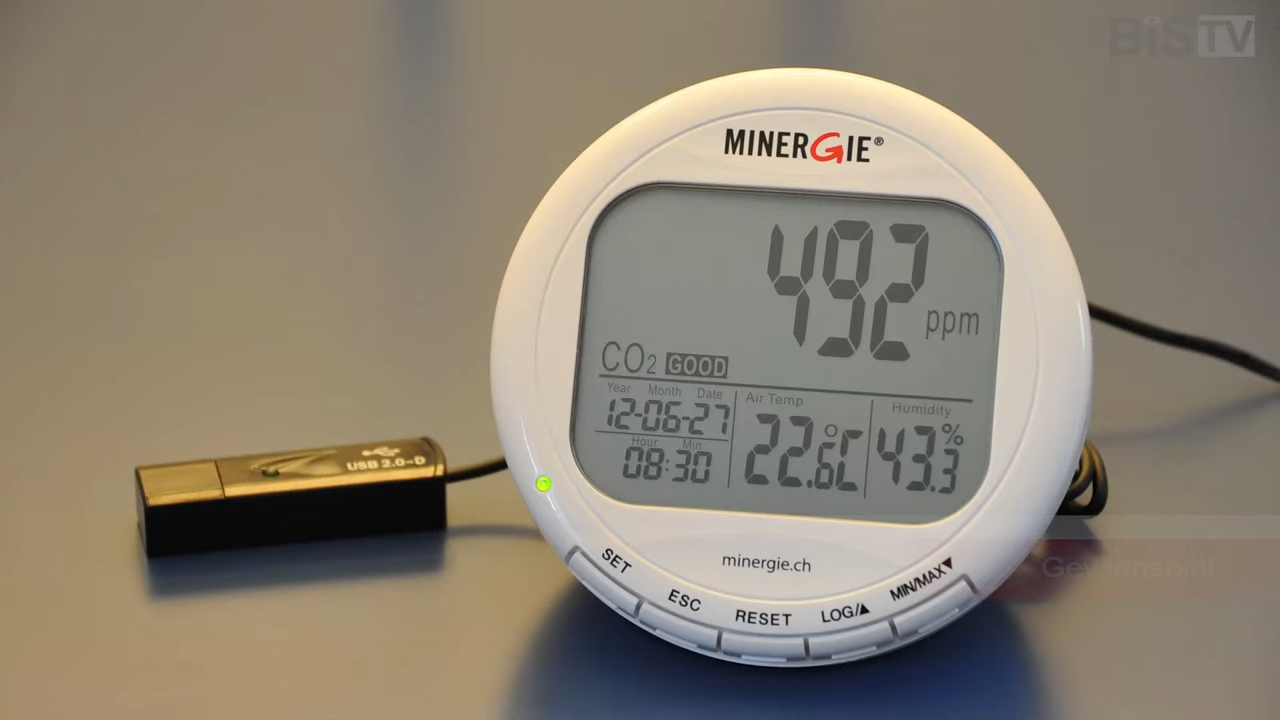 BiSTV
MINERGIE®
492 ppm
CO2 GOOD
Year Month Date
12-06-27
Hour Min
08:30
Air Temp.
22.6°C
Humidity
43.3%
USB 2.0-D
minergie.ch
SET ESC RESET LOG/▲ MIN/MAX▼
Gewinnspiel